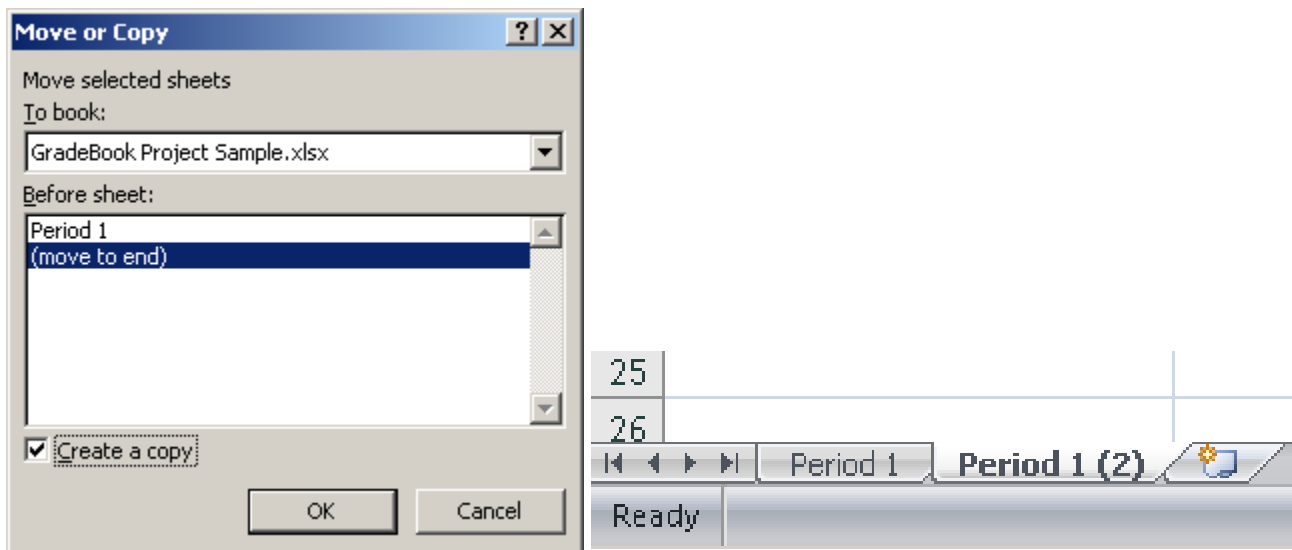 Move or Copy
Move selected sheets
To book:
GradeBook Project Sample.xlsx
Before sheet:
Period 1
(move to end)
Create a copy
OK Cancel
25
26
Period 1 Period 1 (2)
Ready